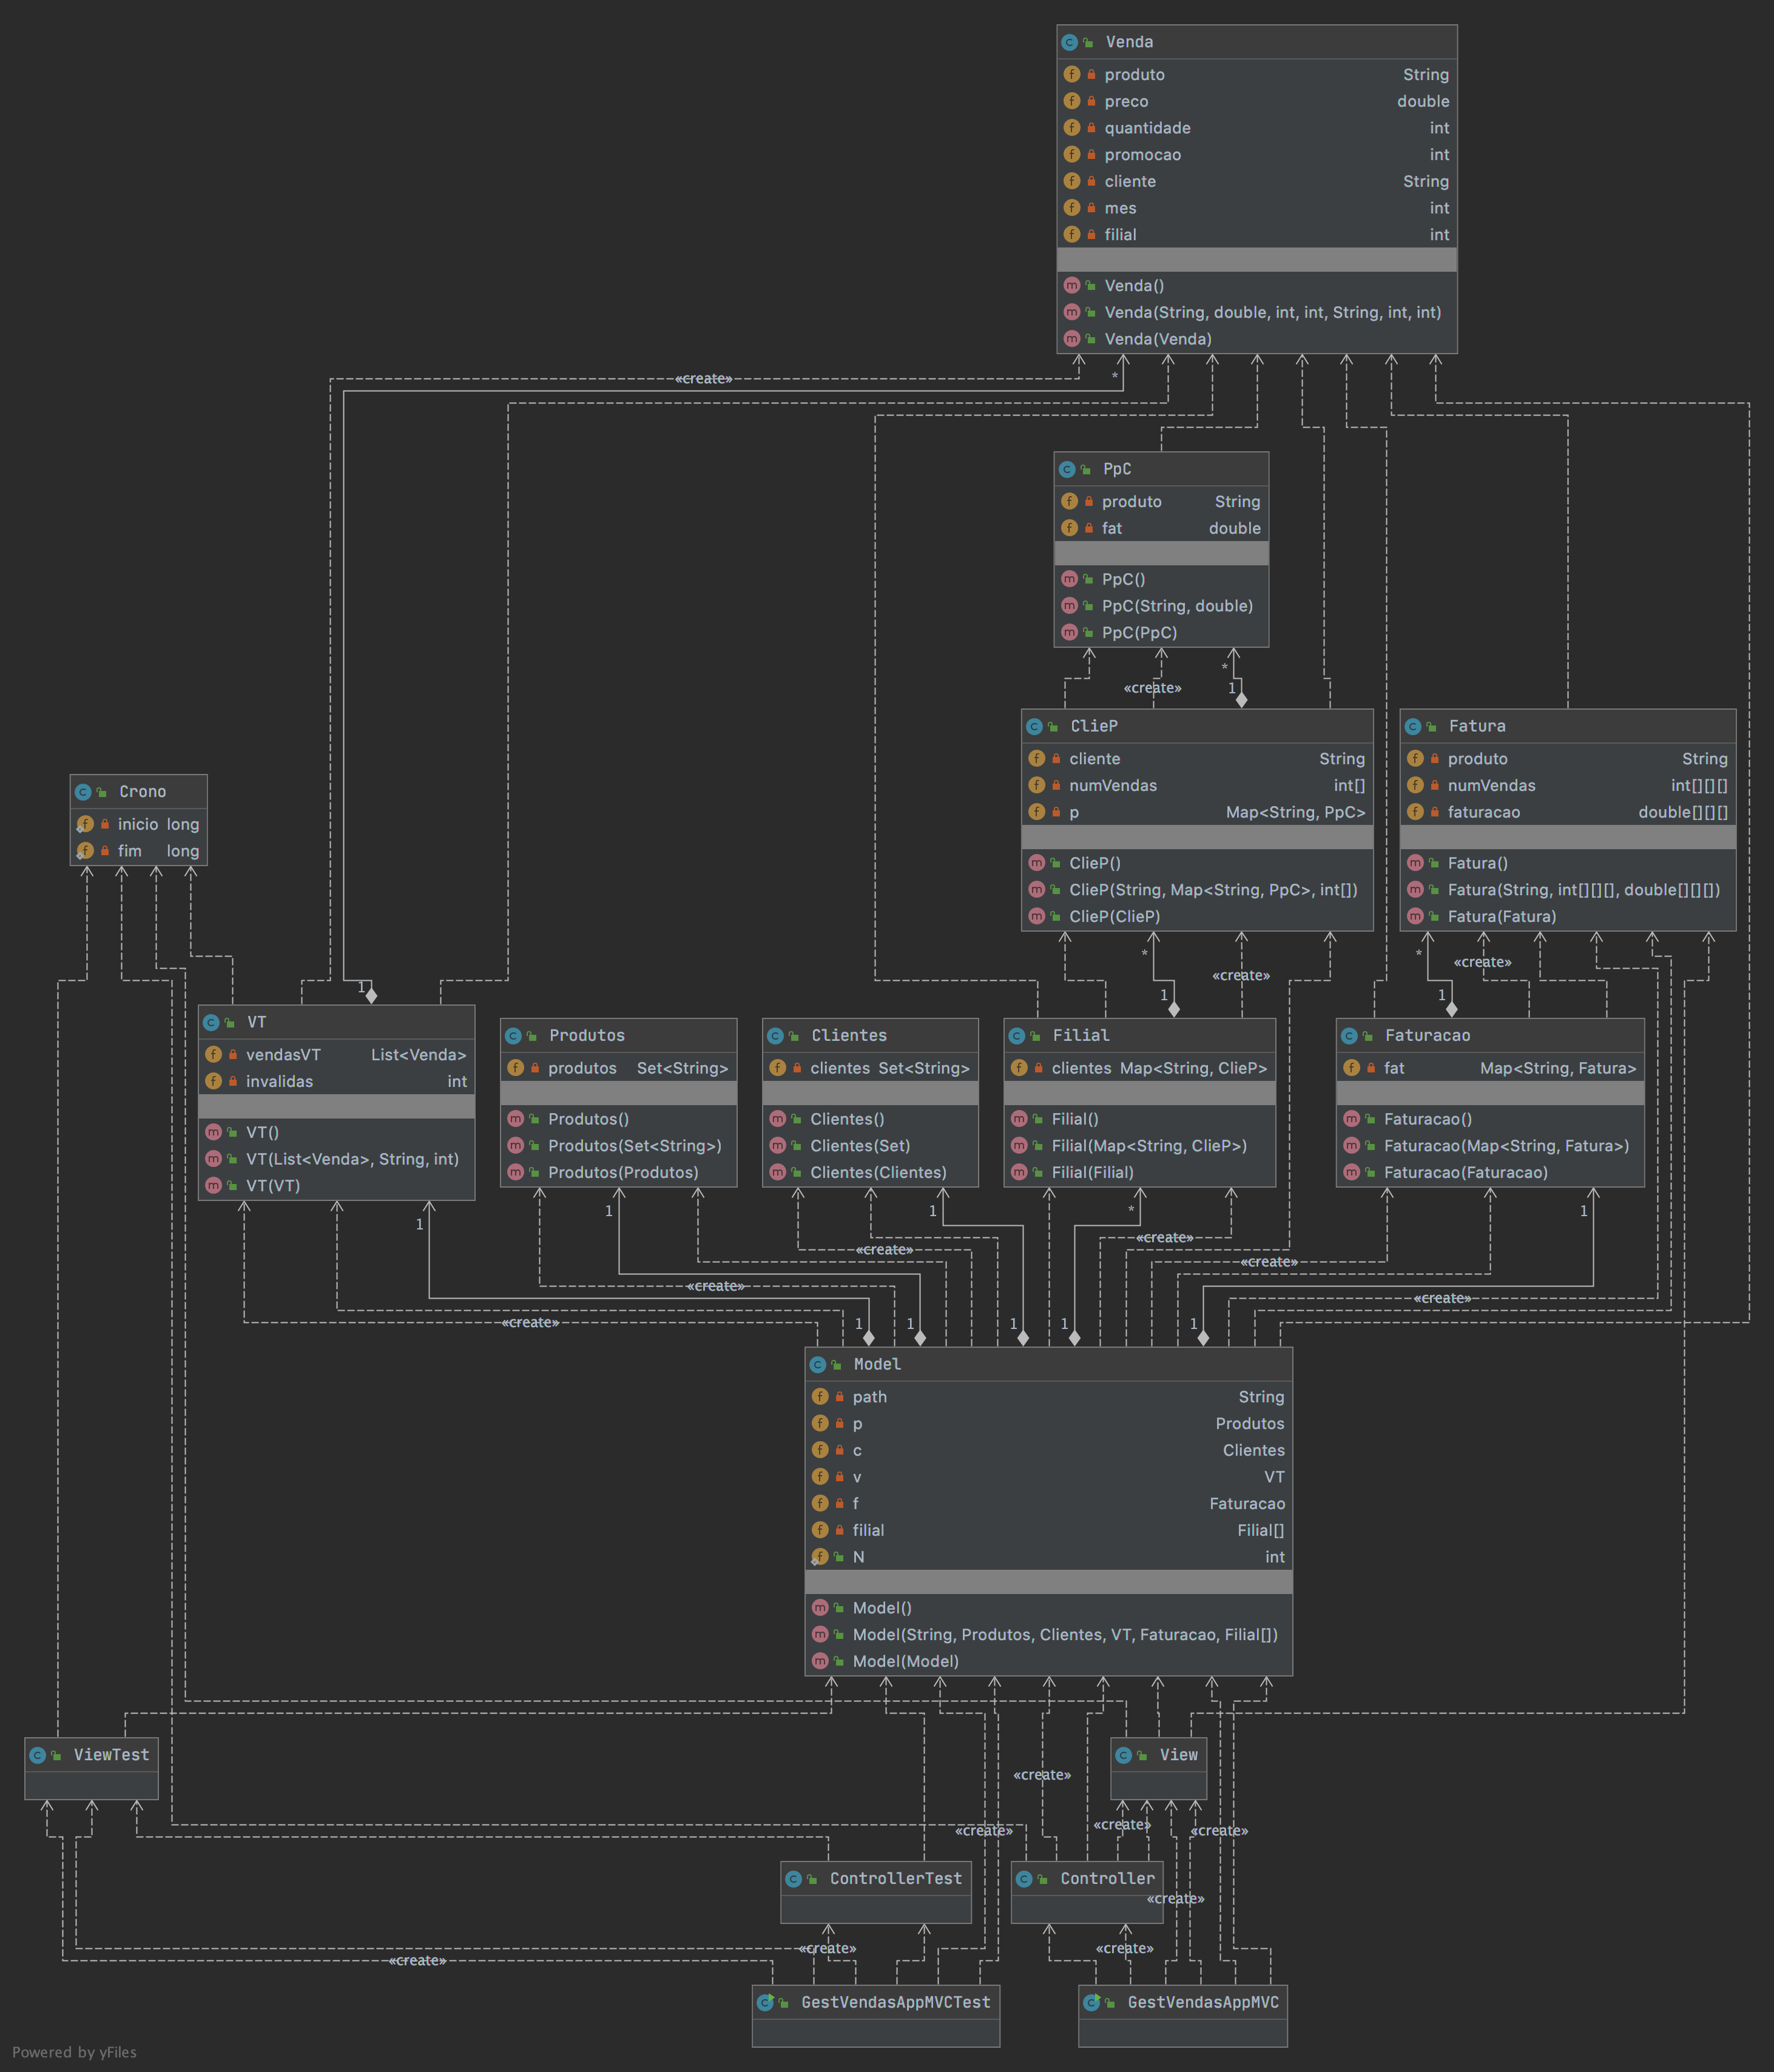 Venda
produto String
preco double
quantidade int
promocao int
cliente String
mes int
filial int
Venda()
Venda(String, double, int, int, String, int, int)
Venda(Venda)
«create»
*
PpC
produto String
fat double
PpC()
PpC(String, double)
PpC(PpC)
*
«create»
1
ClieP
cliente String
numVendas int[]
p Map<String, PpC>
ClieP()
ClieP(String, Map<String, PpC>, int[])
ClieP(ClieP)
Fatura
produto String
numVendas int[][][]
faturacao double[][][]
Fatura()
Fatura(String, int[][][], double[][][])
Fatura(Fatura)
Crono
inicio long
fim long
*
«create»
*
«create»
1
1
1
VT
vendasVT List<Venda>
invalidas int
VT()
VT(List<Venda>, String, int)
VT(VT)
Produtos
produtos Set<String>
Produtos()
Produtos(Set<String>)
Produtos(Produtos)
Clientes
clientes Set<String>
Clientes()
Clientes(Set)
Clientes(Clientes)
Filial
clientes Map<String, ClieP>
Filial()
Filial(Map<String, ClieP>)
Filial(Filial)
Faturacao
fat Map<String, Fatura>
Faturacao()
Faturacao(Map<String, Fatura>)
Faturacao(Faturacao)
1
1
1
*
1
«create»
«create»
«create»
«create»
«create»
«create»
1
1
1
1
1
Model
path String
p Produtos
c Clientes
v VT
f Faturacao
filial Filial[]
N int
Model()
Model(String, Produtos, Clientes, VT, Faturacao, Filial[])
Model(Model)
ViewTest
View
«create»
«create»
«create»
«create»
ControllerTest
Controller
«create»
«create»
«create»
«create»
GestVendasAppMVCTest
GestVendasAppMVC
Powered by yFiles